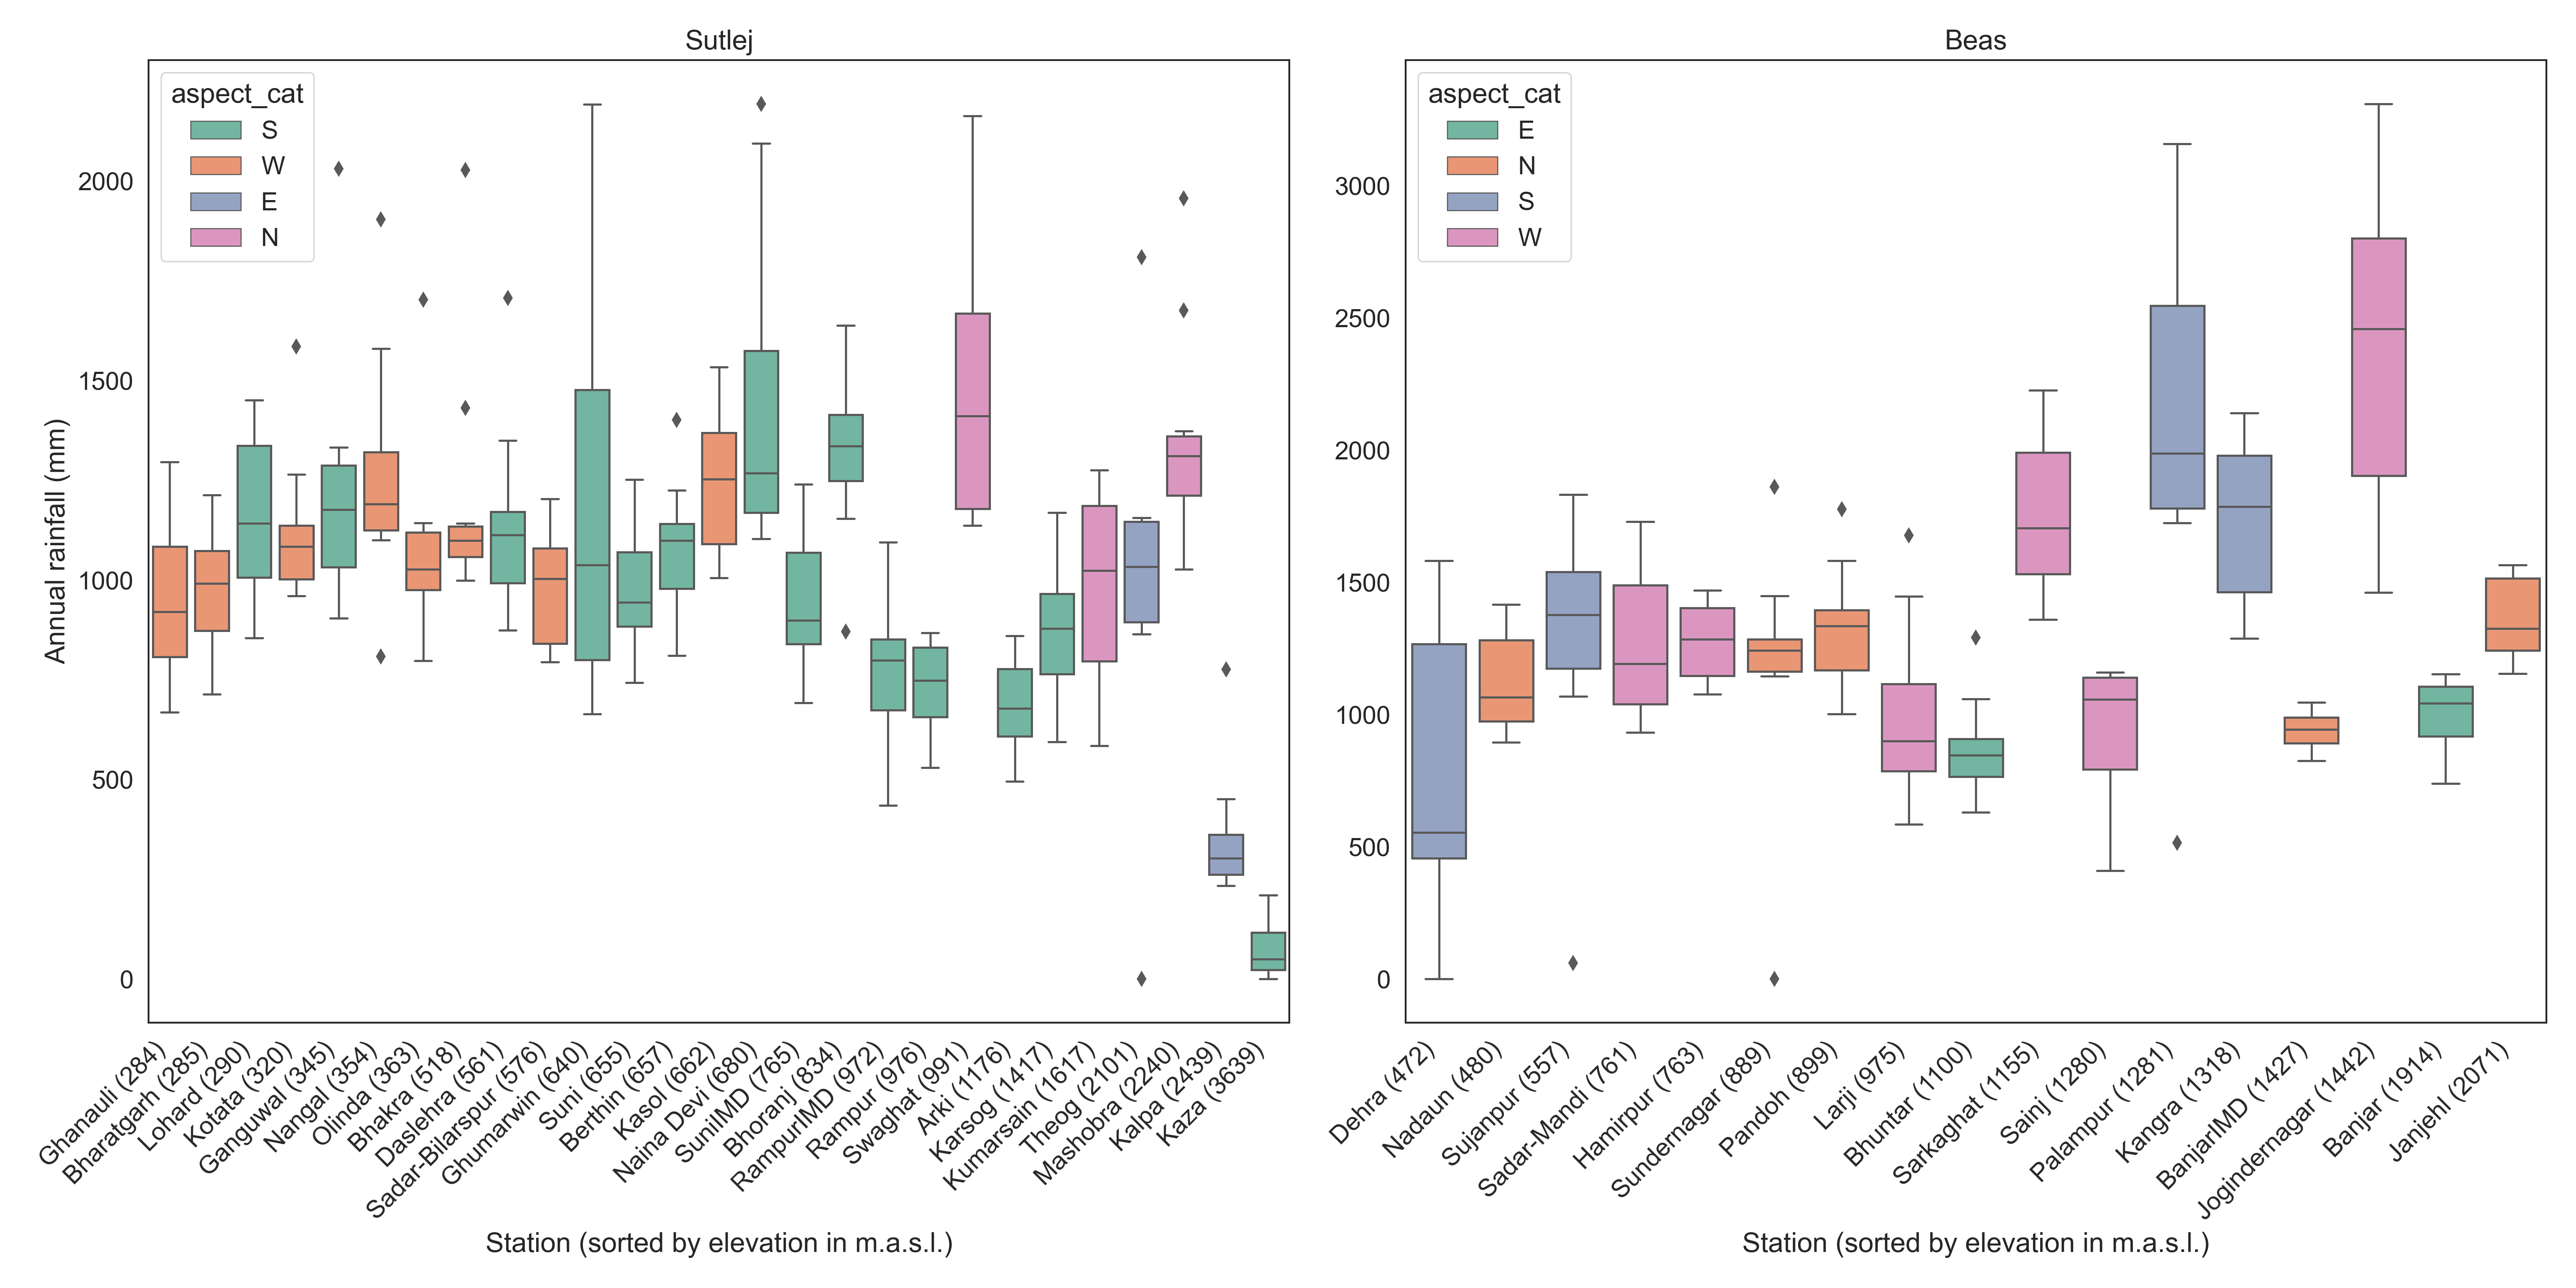 Sutlej
aspect_cat
S
W
E
N
Annual rainfall (mm)
2000
1500
1000
500
0
Ghanauli (284)
Bharatgarh (285)
Lohard (290)
Kotata (320)
Ganguwal (345)
Nangal (354)
Olinda (363)
Bhakra (518)
Daslehra (561)
Sadar-Bilarspur (576)
Ghumarwin (640)
Suni (655)
Berthin (657)
Kasol (662)
Naina Devi (680)
SuniIMD (765)
Bhoranj (834)
RampurIMD (972)
Rampur (976)
Swaghat (991)
Arki (1176)
Karsog (1417)
Kumarsain (1617)
Theog (2101)
Mashobra (2240)
Kalpa (2439)
Kaza (3639)
Station (sorted by elevation in m.a.s.l.)
Beas
aspect_cat
E
N
S
W
3000
2500
2000
1500
1000
500
0
Dehra (472)
Nadaun (480)
Sujanpur (557)
Sadar-Mandi (761)
Hamirpur (763)
Sundernagar (889)
Pandoh (899)
Larji (975)
Bhuntar (1100)
Sarkaghat (1155)
Sainj (1280)
Palampur (1281)
Kangra (1318)
BanjarIMD (1427)
Jogindernagar (1442)
Banjar (1914)
Janjehl (2071)
Station (sorted by elevation in m.a.s.l.)